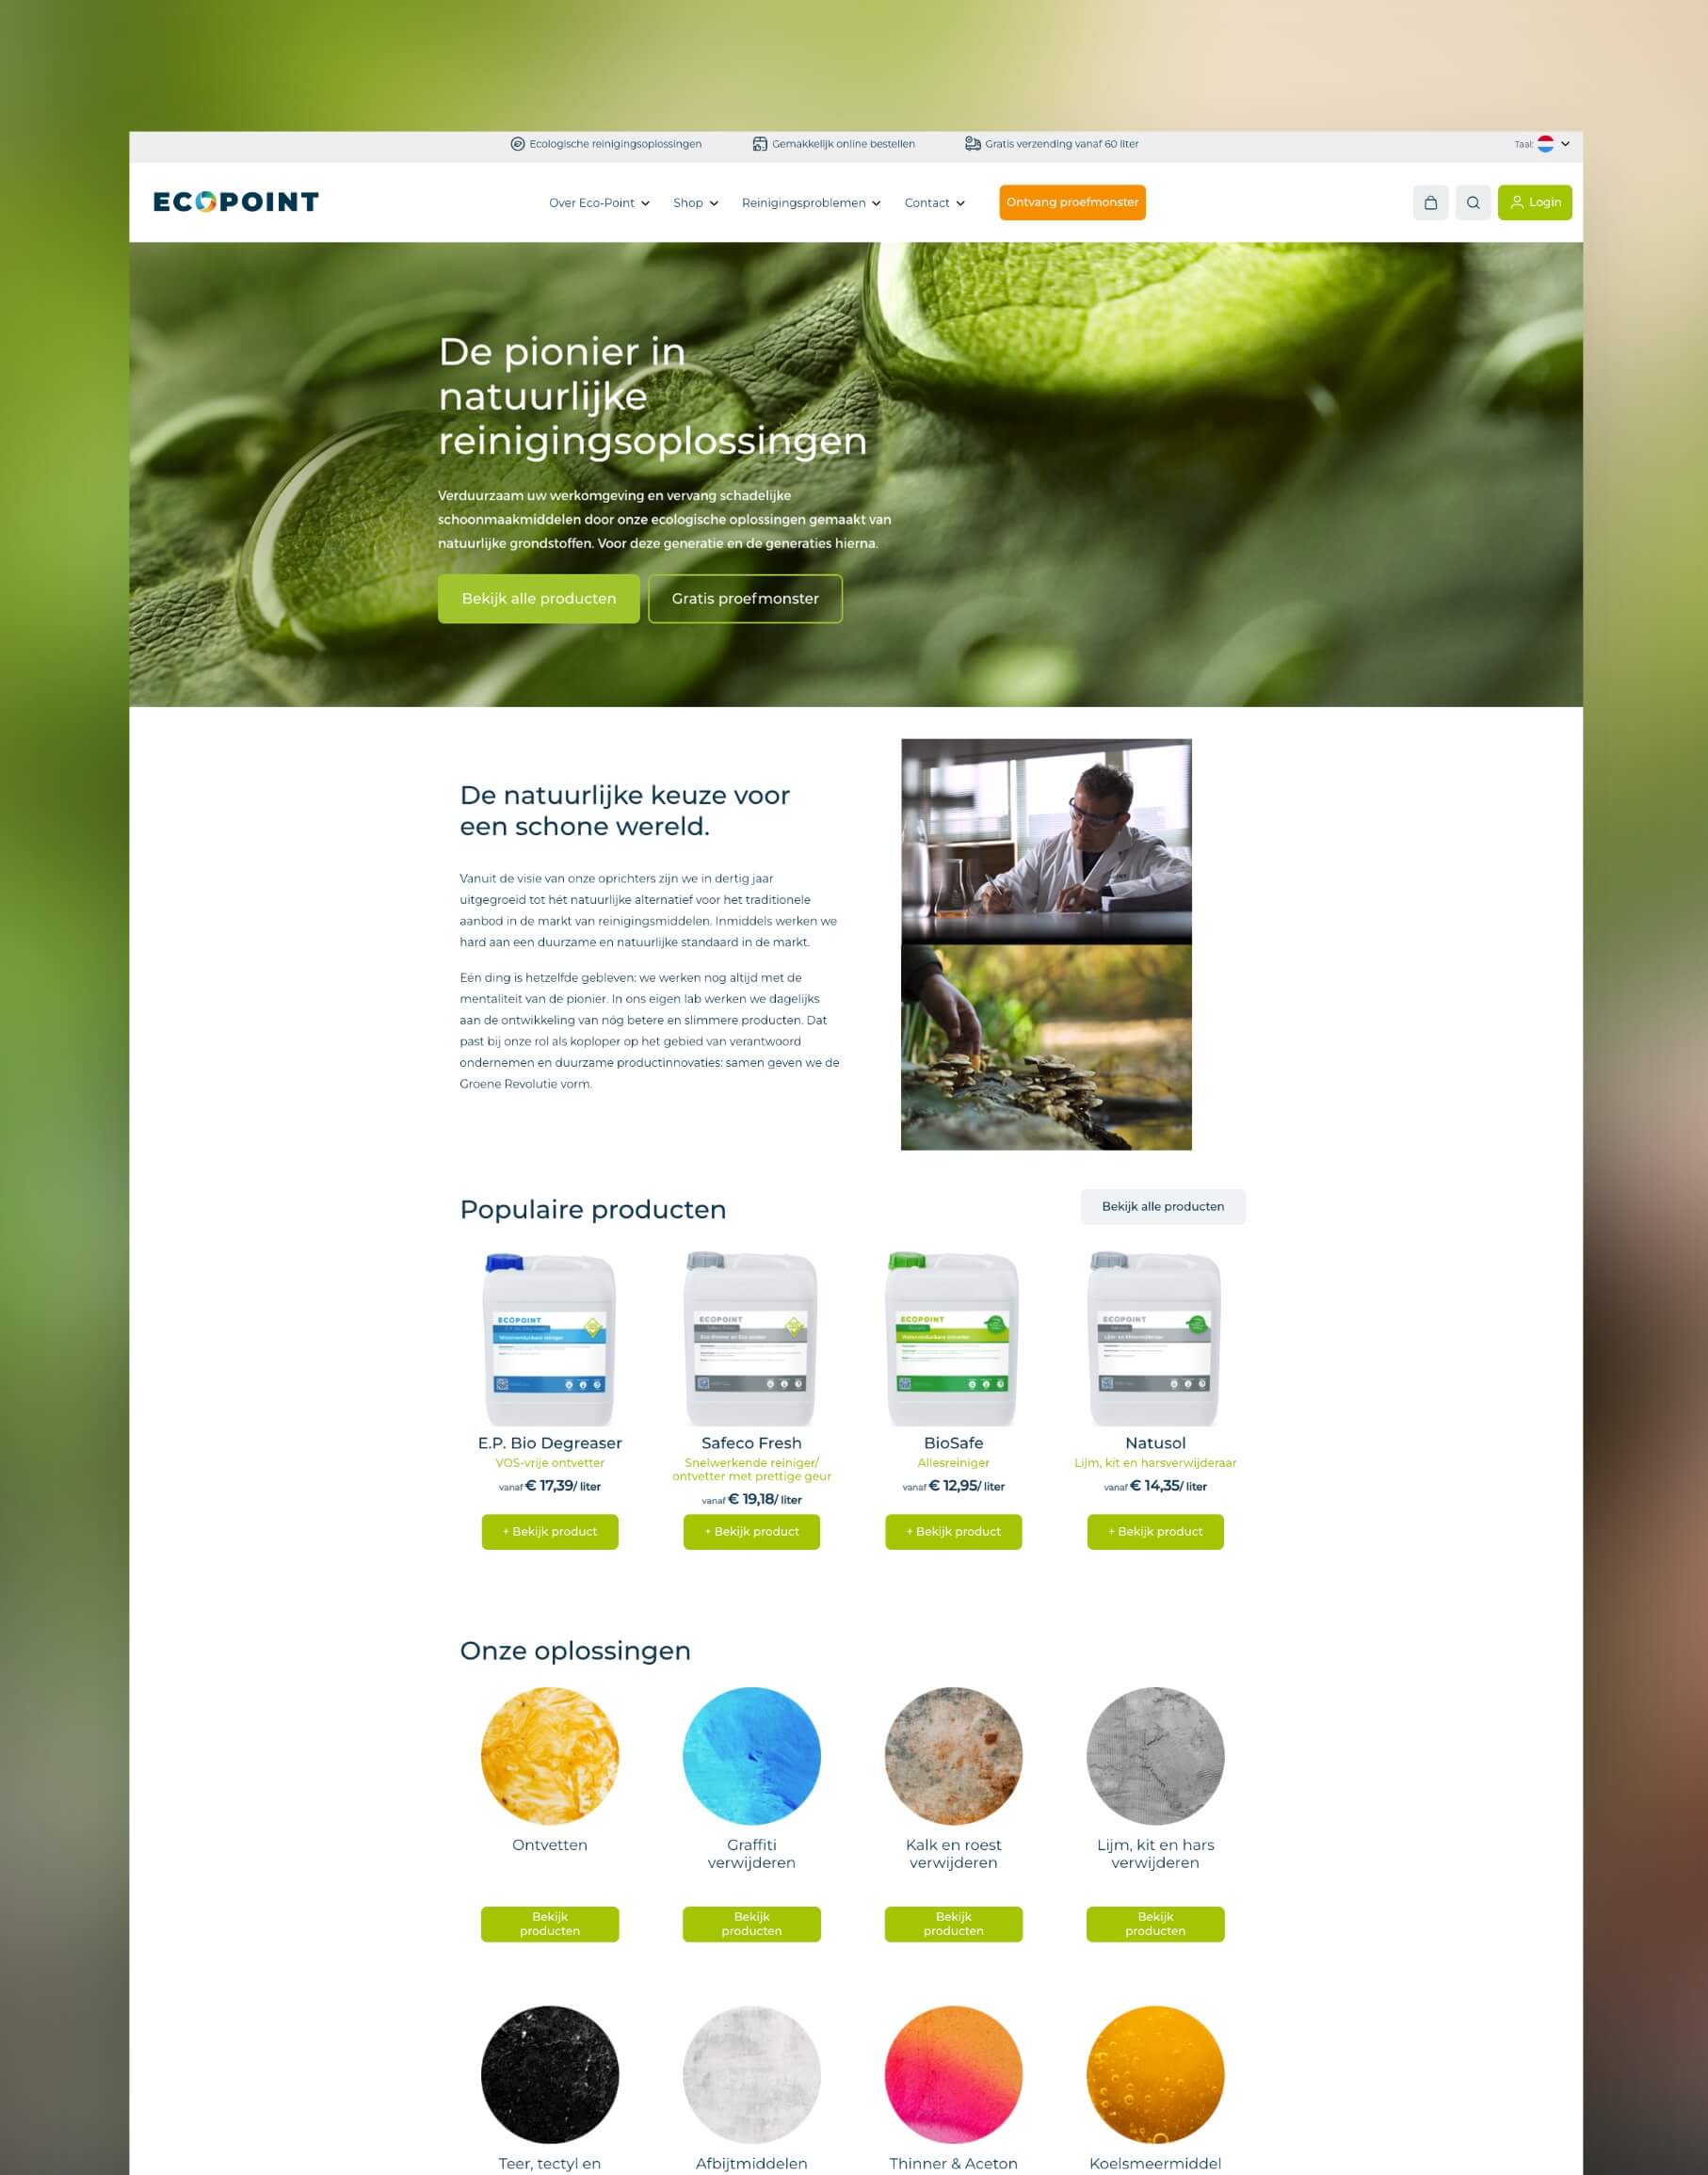 Ecologische reinigingsoplossingen
Gemakkelijk online bestellen
Gratis verzending vanaf 60 liter
Taal:
ECOPOINT
Over Eco-Point
Shop
Reinigingsproblemen
Contact
Ontvang proefmonster
Login
De pionier in
natuurlijke
reinigingsoplossingen
Verduurzaam uw werkomgeving en vervang schadelijke
schoonmaakmiddelen door onze ecologische oplossingen gemaakt van
natuurlijke grondstoffen. Voor deze generatie en de generaties hierna.
Bekijk alle producten
Gratis proefmonster
De natuurlijke keuze voor
een schone wereld.
Vanuit de visie van onze oprichters zijn we in dertig jaar
uitgegroeid tot hét natuurlijke alternatief voor het traditionele
aanbod in de markt van reinigingsmiddelen. Inmiddels werken we
hard aan een duurzame en natuurlijke standaard in de markt.
Eén ding is hetzelfde gebleven: we werken nog altijd met de
mentaliteit van de pionier. In ons eigen lab werken we dagelijks
aan de ontwikkeling van nóg betere en slimmere producten. Dat
past bij onze rol als koploper op het gebied van verantwoord
ondernemen en duurzame productinnovaties: samen geven we de
Groene Revolutie vorm.
Populaire producten
Bekijk alle producten
ECOPOINT
ECOPOINT
ECOPOINT
ECOPOINT
E.P. Bio Degreaser
VOS-vrije ontvetter
vanaf € 17,39/ liter
+ Bekijk product
Safeco Fresh
Snelwerkende reiniger/
ontvetter met prettige geur
vanaf € 19,18/ liter
+ Bekijk product
BioSafe
Allesreiniger
vanaf € 12,95/ liter
+ Bekijk product
Natusol
Lijm, kit en harsverwijderaar
vanaf € 14,35/ liter
+ Bekijk product
Onze oplossingen
Ontvetten
Bekijk
producten
Graffiti
verwijderen
Bekijk
producten
Kalk en roest
verwijderen
Bekijk
producten
Lijm, kit en hars
verwijderen
Bekijk
producten
Teer, tectyl en
Afbijtmiddelen
Thinner & Aceton
Koelsmeermiddel